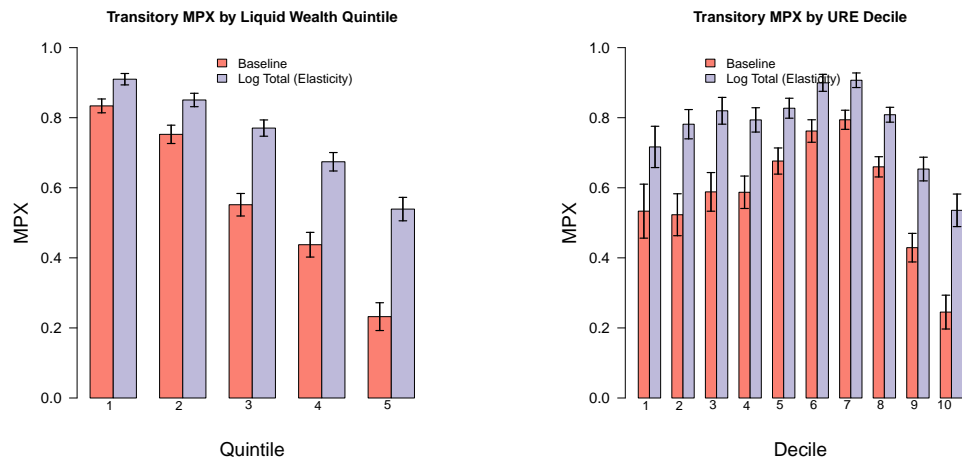 Transitory MPX by Liquid Wealth Quintile
Baseline
Log Total (Elasticity)
MPX
1.0
0.8
0.6
0.4
0.2
0.0
1 2 3 4 5
Quintile
Transitory MPX by URE Decile
Baseline
Log Total (Elasticity)
MPX
1.0
0.8
0.6
0.4
0.2
0.0
1 2 3 4 5 6 7 8 9 10
Decile